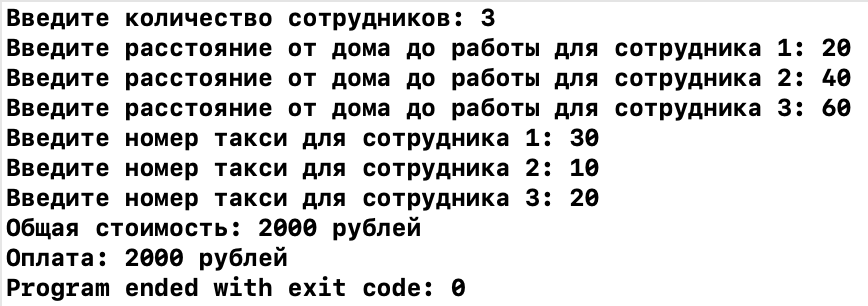 Введите количество сотрудников: 3
Введите расстояние от дома до работы для сотрудника 1: 20
Введите расстояние от дома до работы для сотрудника 2: 40
Введите расстояние от дома до работы для сотрудника 3: 60
Введите номер такси для сотрудника 1: 30
Введите номер такси для сотрудника 2: 10
Введите номер такси для сотрудника 3: 20
Общая стоимость: 2000 рублей
Оплата: 2000 рублей
Program ended with exit code: 0